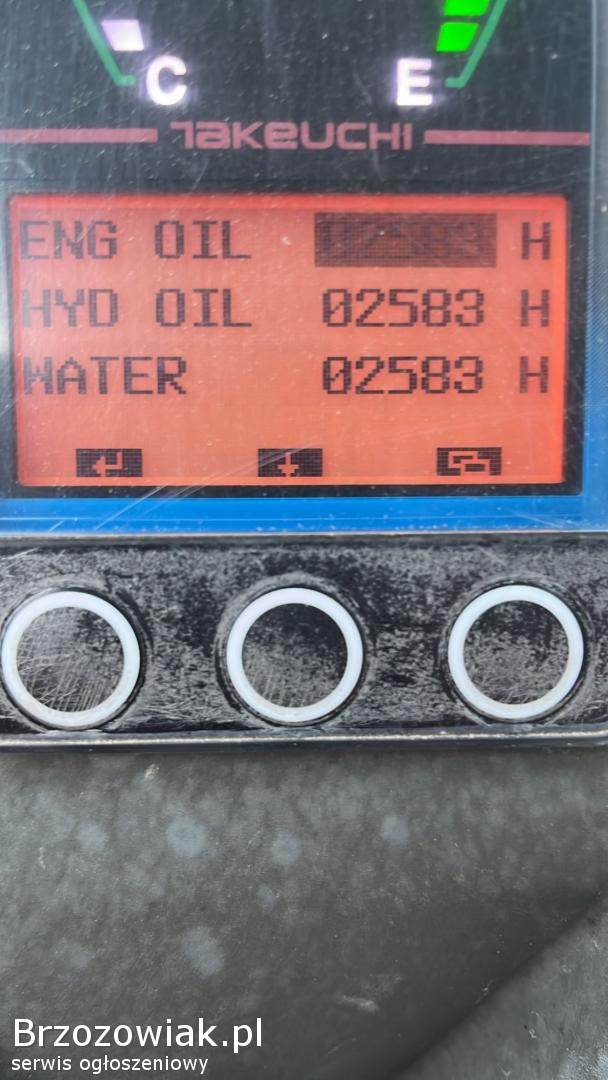 C E
TAKEUCHI
ENG OIL 02583 H
HYD OIL 02583 H
WATER 02583 H
Brzozowiak.pl
serwis ogłoszeniowy